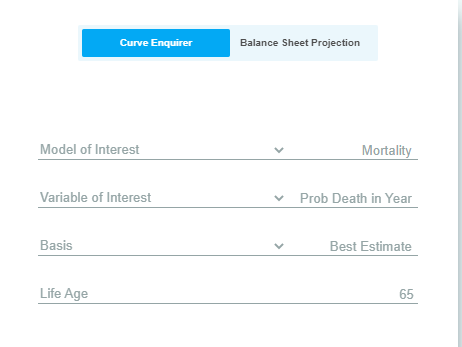 Curve Enquirer Balance Sheet Projection
Model of Interest Mortality
Variable of Interest Prob Death in Year
Basis Best Estimate
Life Age 65